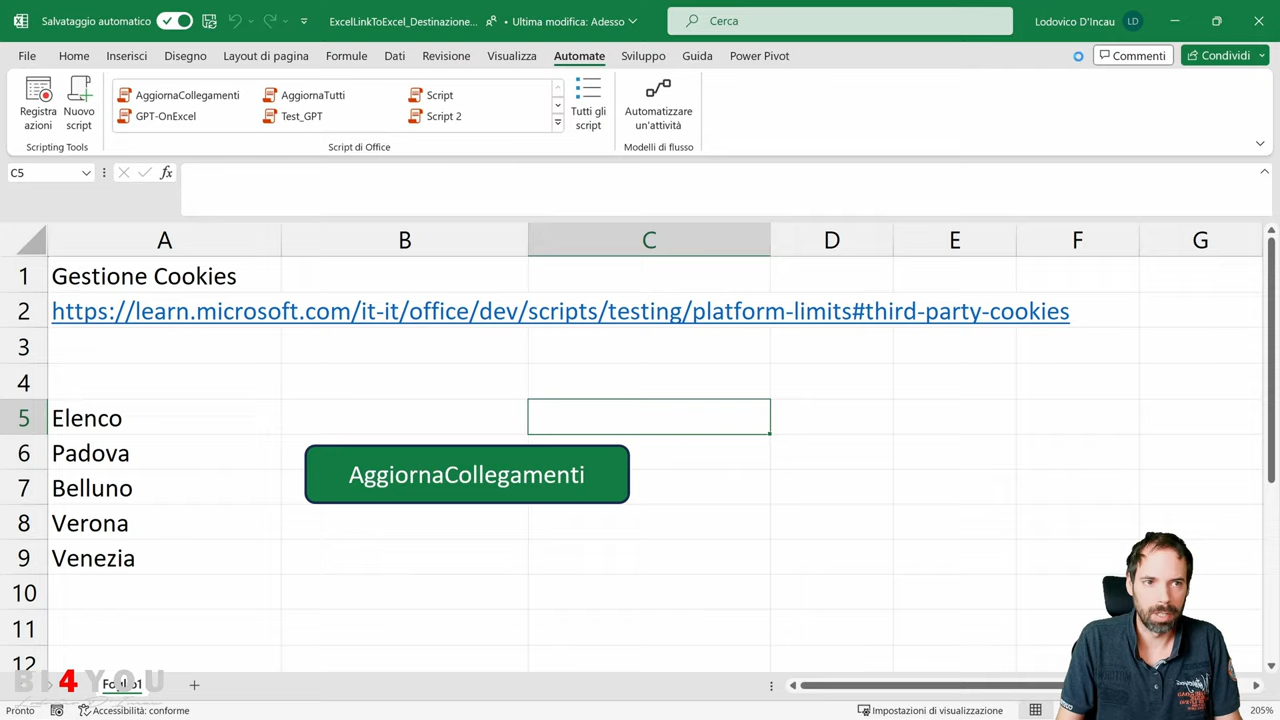 Salvataggio automatico
ExcelLinkToExcel_Destinazione... • Ultima modifica: Adesso
Cerca
Lodovico D'Incau LD
File Home Inserisci Disegno Layout di pagina Formule Dati Revisione Visualizza Automate Sviluppo Guida Power Pivot
Commenti
Condividi
Registra azioni
Nuovo script
AggiornaCollegamenti AggiornaTutti Script
GPT-OnExcel Test_GPT Script 2
Tutti gli script
Automatizzare un'attività
Scripting Tools Script di Office Modelli di flusso
C5 fx
A B C D E F G
1 Gestione Cookies
2 https://learn.microsoft.com/it-it/office/dev/scripts/testing/platform-limits#third-party-cookies
3
4
5 Elenco
6 Padova
AggiornaCollegamenti
7 Belluno
8 Verona
9 Venezia
10
11
12
BI4YOU
Foglio1
Pronto Accessibilità: conforme Impostazioni di visualizzazione 205%